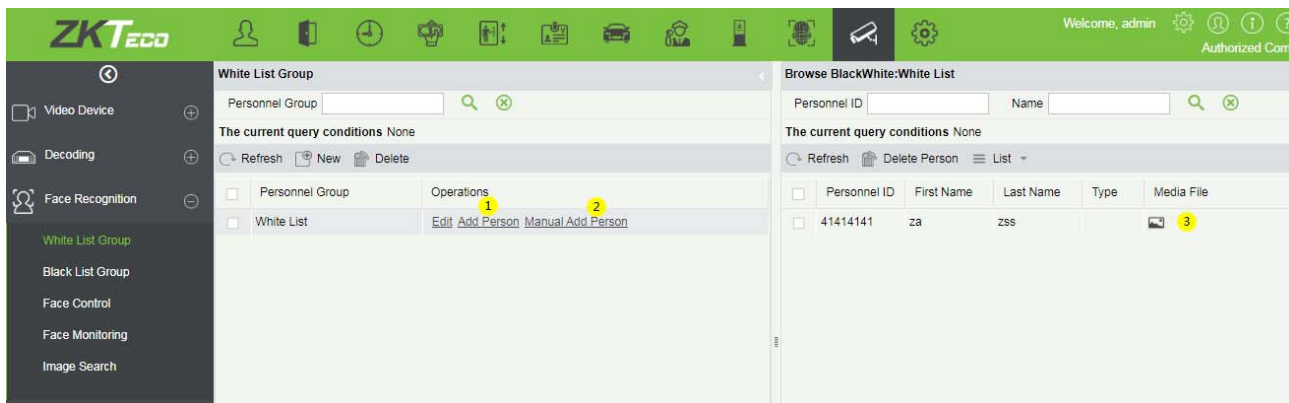 ZKTeco
Welcome, admin
Authorized Com
Video Device
Decoding
Face Recognition
White List Group
Black List Group
Face Control
Face Monitoring
Image Search
White List Group
Personnel Group
The current query conditions None
Refresh New Delete
Personnel Group Operations
1 2
White List Edit Add Person Manual Add Person
Browse BlackWhite:White List
Personnel ID Name
The current query conditions None
Refresh Delete Person List
Personnel ID First Name Last Name Type Media File
41414141 za zss 3